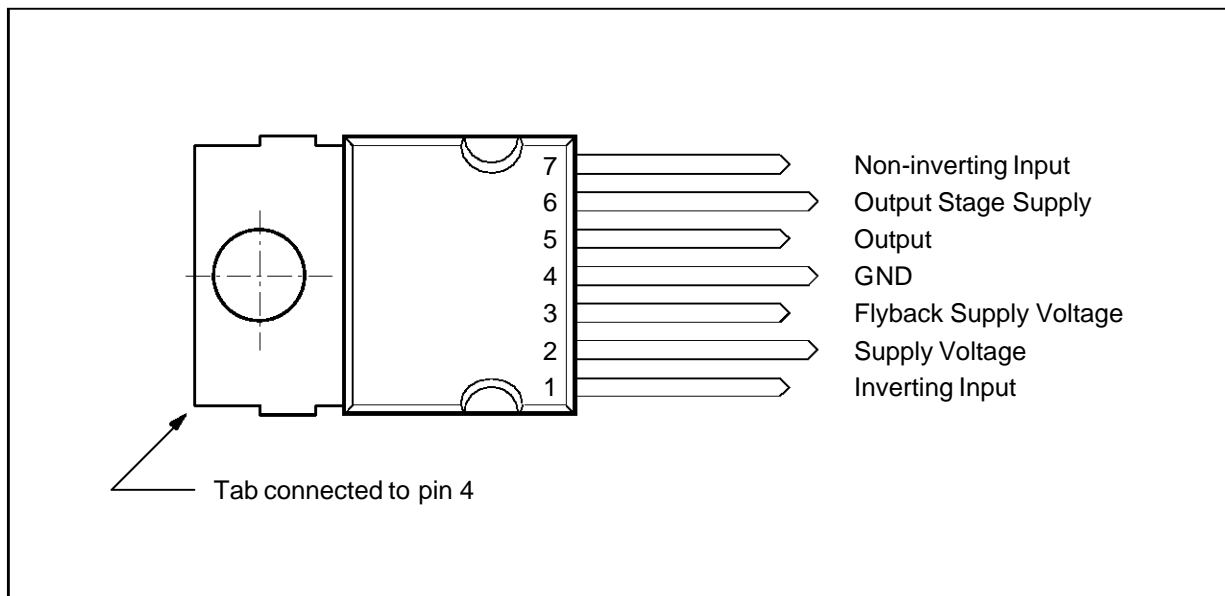 7 Non-inverting Input
6 Output Stage Supply
5 Output
4 GND
3 Flyback Supply Voltage
2 Supply Voltage
1 Inverting Input
Tab connected to pin 4